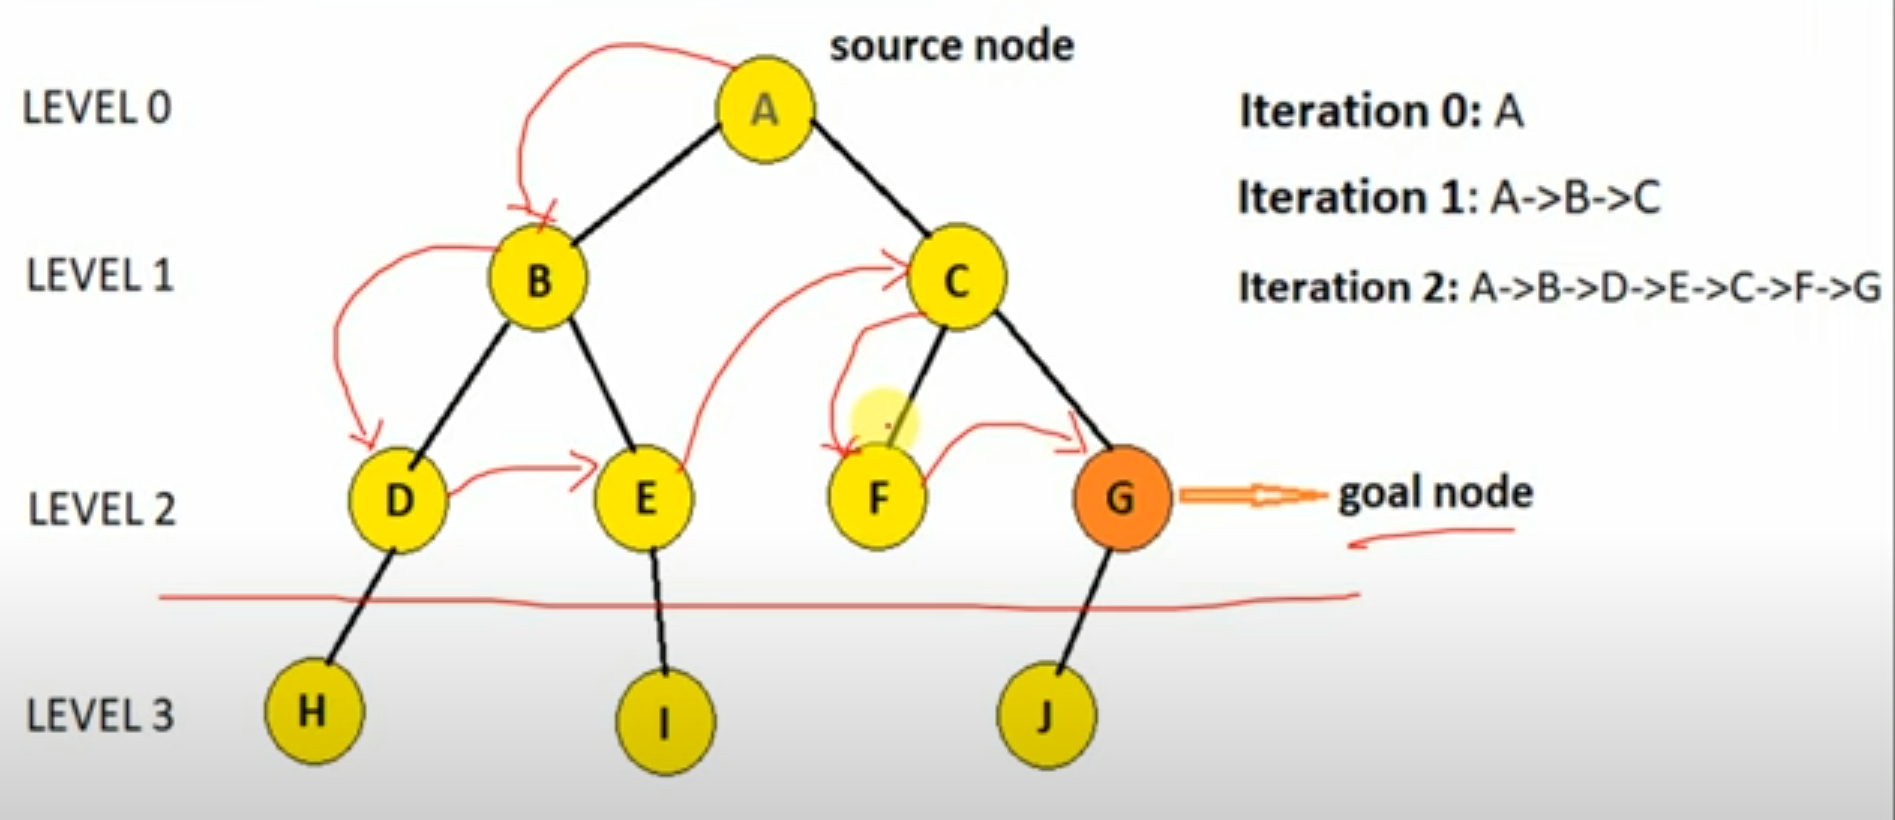 source node
LEVEL 0
A
Iteration 0: A
Iteration 1: A->B->C
LEVEL 1
B
C
Iteration 2: A->B->D->E->C->F->G
LEVEL 2
D
E
F
G
goal node
LEVEL 3
H
I
J